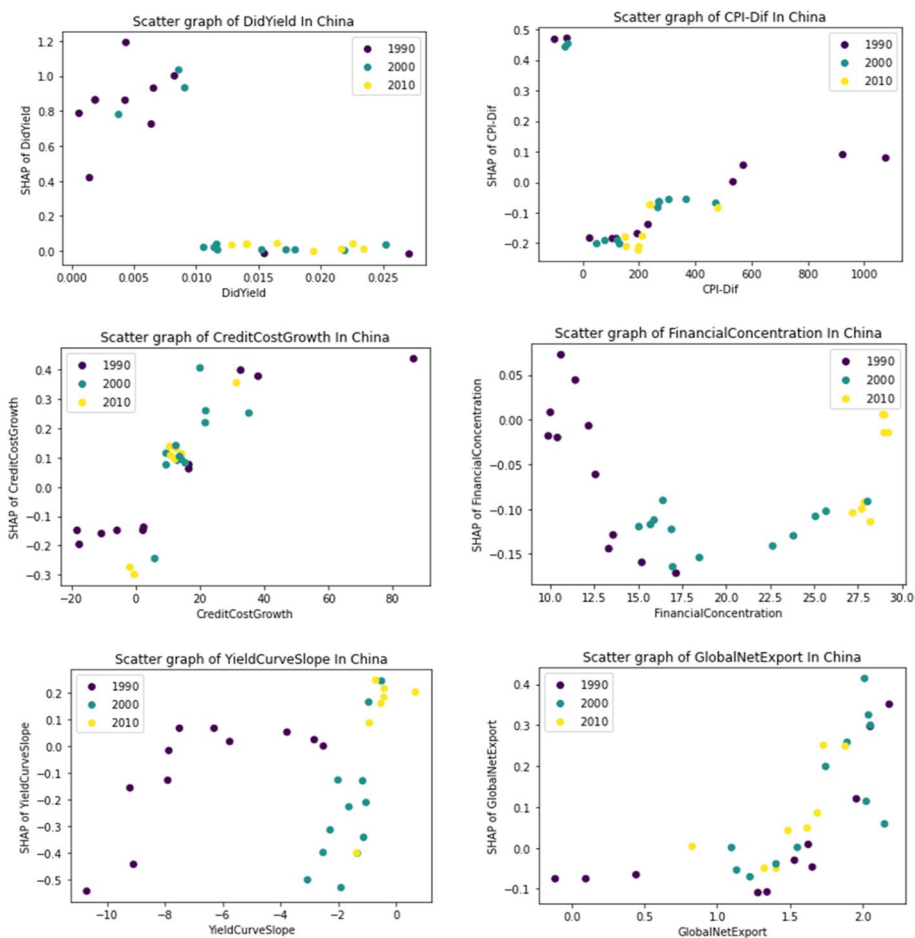 Scatter graph of DidYield In China
1990
2000
2010
SHAP of DidYield
1.2
1.0
0.8
0.6
0.4
0.2
0.0
0.000 0.005 0.010 0.015 0.020 0.025
DidYield
Scatter graph of CPI-Dif In China
1990
2000
2010
SHAP of CPI-Dif
0.5
0.4
0.3
0.2
0.1
0.0
−0.1
−0.2
0 200 400 600 800 1000
CPI-Dif
Scatter graph of CreditCostGrowth In China
1990
2000
2010
SHAP of CreditCostGrowth
0.4
0.3
0.2
0.1
0.0
−0.1
−0.2
−0.3
−20 0 20 40 60 80
CreditCostGrowth
Scatter graph of FinancialConcentration In China
1990
2000
2010
SHAP of FinancialConcentration
0.05
0.00
−0.05
−0.10
−0.15
10.0 12.5 15.0 17.5 20.0 22.5 25.0 27.5 30.0
FinancialConcentration
Scatter graph of YieldCurveSlope In China
1990
2000
2010
SHAP of YieldCurveSlope
0.2
0.1
0.0
−0.1
−0.2
−0.3
−0.4
−0.5
−10 −8 −6 −4 −2 0
YieldCurveSlope
Scatter graph of GlobalNetExport In China
1990
2000
2010
SHAP of GlobalNetExport
0.4
0.3
0.2
0.1
0.0
−0.1
0.0 0.5 1.0 1.5 2.0
GlobalNetExport